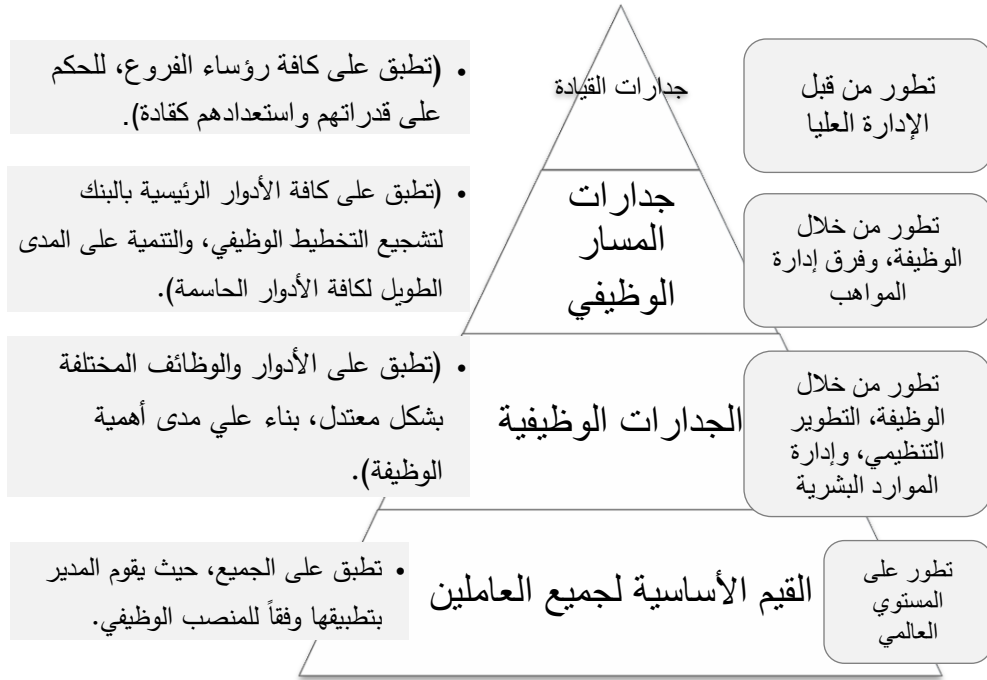 تطور من قبل
الإدارة العليا
جدارات القيادة
• (تطبق على كافة رؤساء الفروع، للحكم
على قدراتهم واستعدادهم كقادة).
تطور من خلال
الوظيفة، وفرق إدارة
المواهب
جدارات
المسار
الوظيفي
• (تطبق على كافة الأدوار الرئيسية بالبنك
لتشجيع التخطيط الوظيفي، والتنمية على المدى
الطويل لكافة الأدوار الحاسمة).
تطور من خلال
الوظيفة، التطوير
التنظيمي، وإدارة
الموارد البشرية
الجدارات الوظيفية
• (تطبق على الأدوار والوظائف المختلفة
بشكل معتدل، بناء علي مدى أهمية
الوظيفة).
تطور على
المستوي
العالمي
القيم الأساسية لجميع العاملين
• تطبق على الجميع، حيث يقوم المدير
بتطبيقها وفقاً للمنصب الوظيفي.